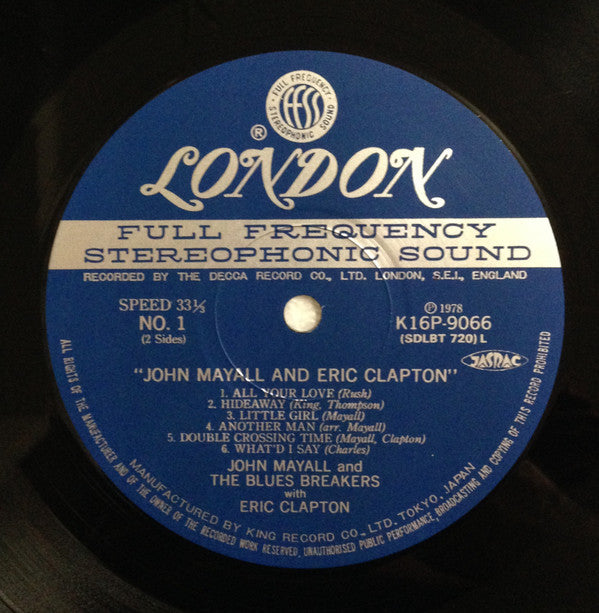 FULL FREQUENCY
ffss
STEREOPHONIC SOUND
®
LONDON
FULL FREQUENCY
STEREOPHONIC SOUND
RECORDED BY THE DECCA RECORD CO., LTD. LONDON, S.E.I., ENGLAND
SPEED 33⅓
NO. 1
(2 Sides)
Ⓟ 1978
K16P-9066
(SDLBT 720) L
JASRAC
"JOHN MAYALL AND ERIC CLAPTON"
1. ALL YOUR LOVE (Rush)
2. HIDEAWAY (King, Thompson)
3. LITTLE GIRL (Mayall)
4. ANOTHER MAN (arr. Mayall)
5. DOUBLE CROSSING TIME (Mayall, Clapton)
6. WHAT'D I SAY (Charles)
JOHN MAYALL and
THE BLUES BREAKERS
with
ERIC CLAPTON
MANUFACTURED BY KING RECORD CO., LTD. TOKYO, JAPAN
ALL RIGHTS OF THE MANUFACTURER AND OF THE OWNER OF THE RECORDED WORK RESERVED, UNAUTHORISED PUBLIC PERFORMANCE, BROADCASTING AND COPYING OF THIS RECORD PROHIBITED